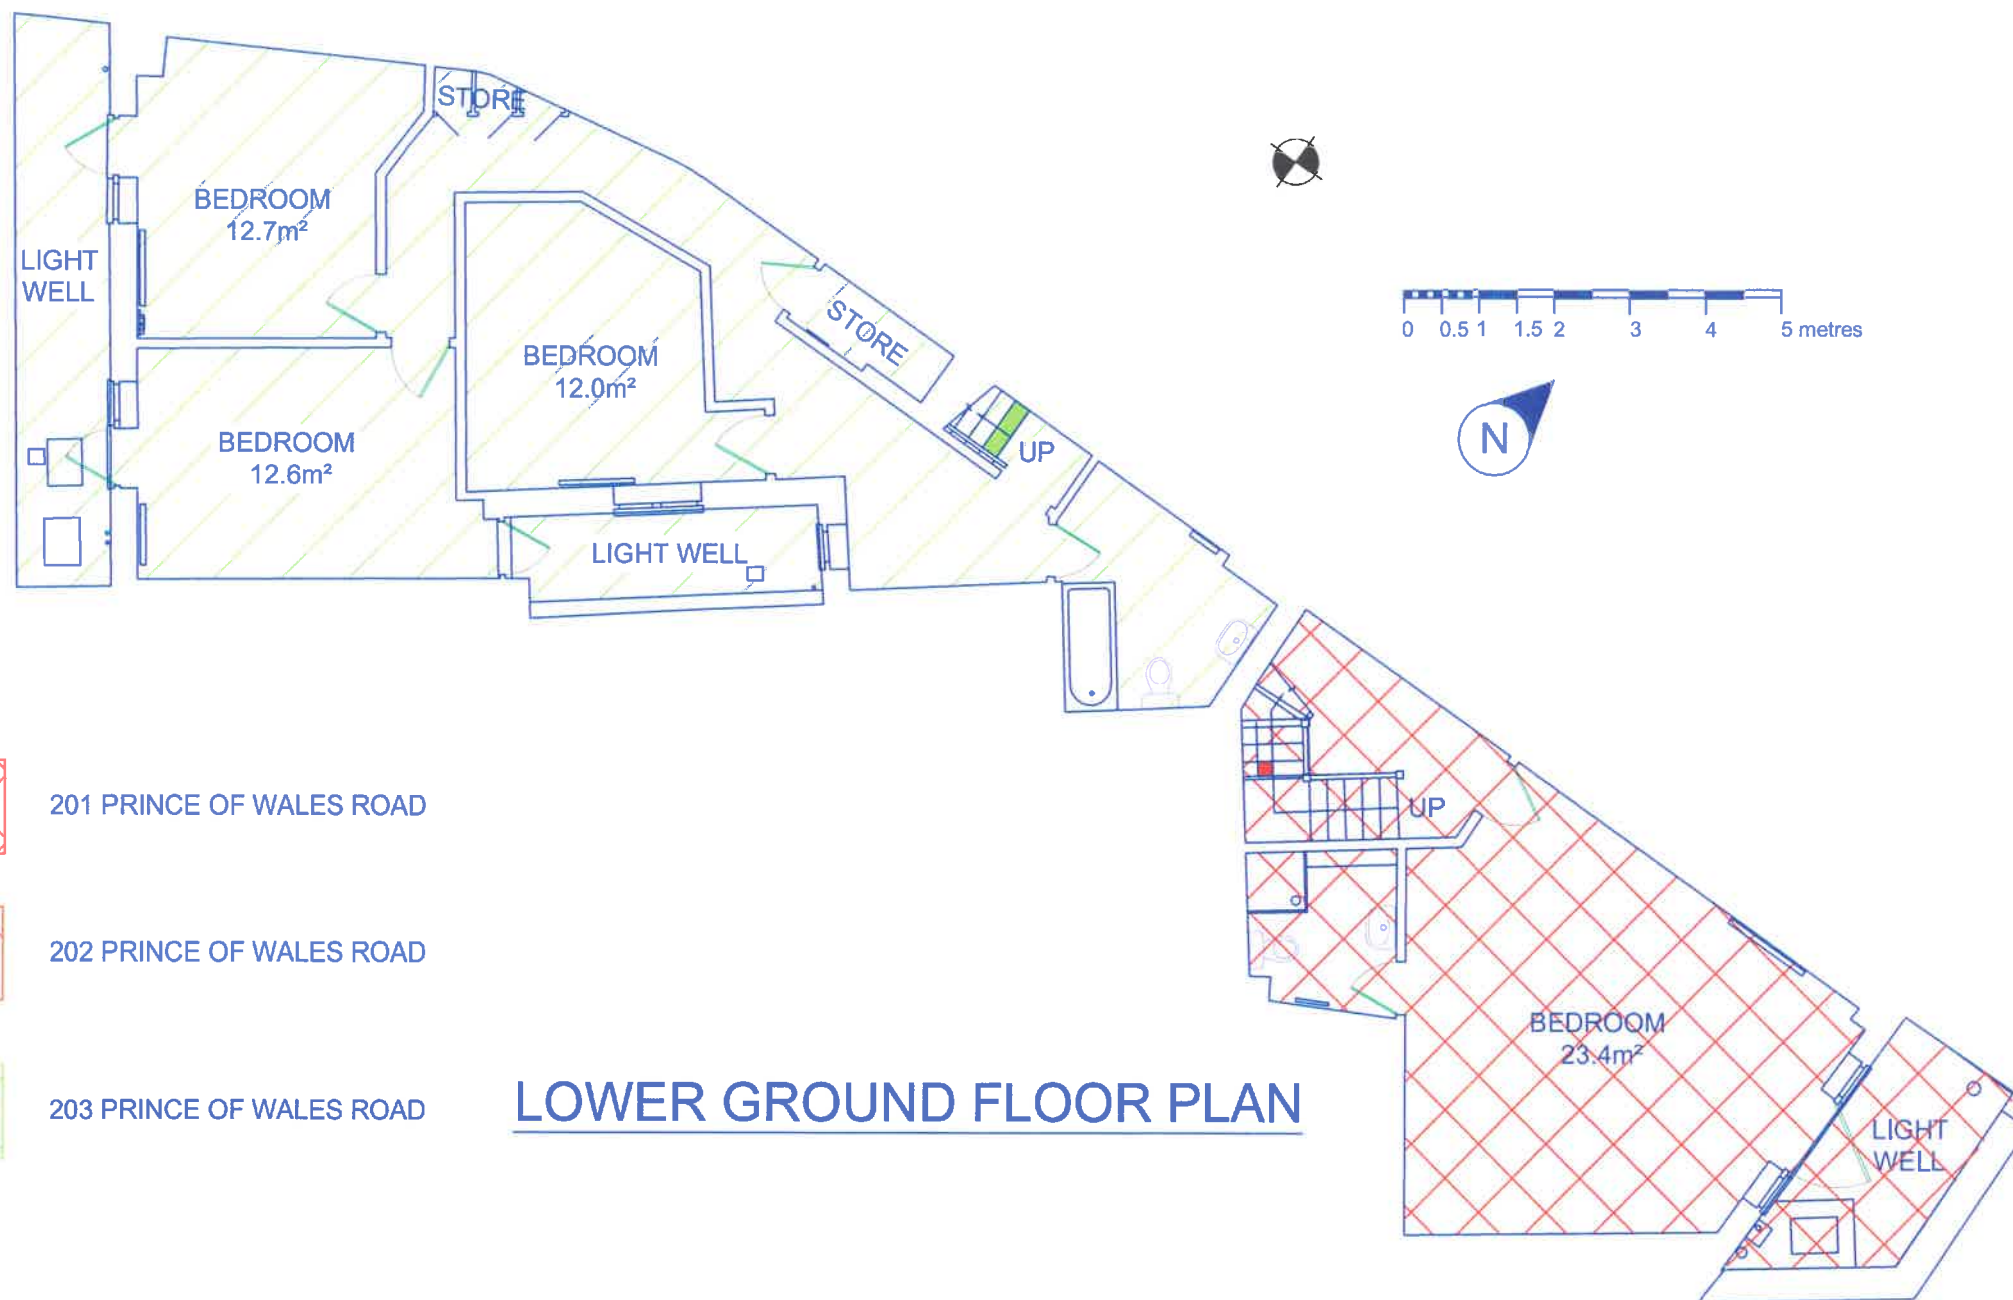 STORE
BEDROOM
12.7m²
LIGHT
WELL
STORE
BEDROOM
12.0m²
BEDROOM
12.6m²
UP
LIGHT WELL
0 0.5 1 1.5 2 3 4 5 metres
N
UP
BEDROOM
23.4m²
LIGHT
WELL
201 PRINCE OF WALES ROAD
202 PRINCE OF WALES ROAD
203 PRINCE OF WALES ROAD
LOWER GROUND FLOOR PLAN